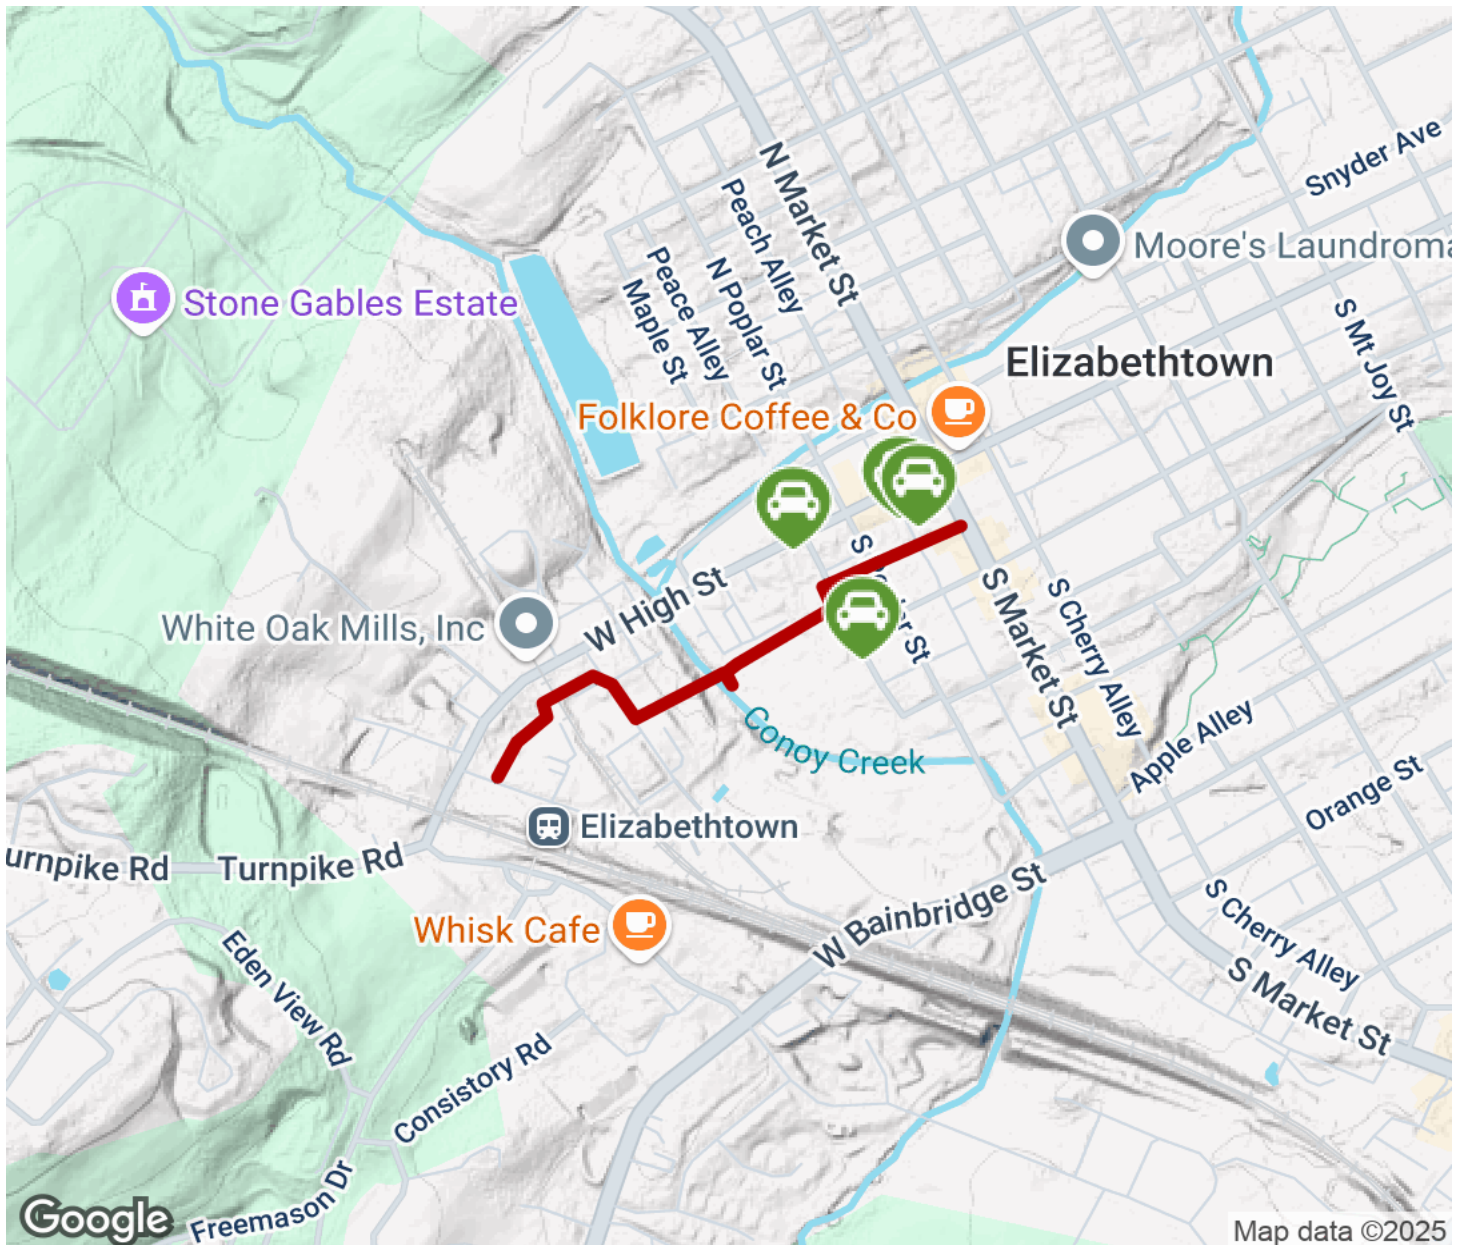 Snyder Ave
N Market St
Peach Alley
N Poplar St
Peace Alley
Maple St
Moore's Laundroma
Stone Gables Estate
S Mt Joy St
Elizabethtown
Folklore Coffee & Co
W High St
S Market St
S Cherry Alley
White Oak Mills, Inc
Conoy Creek
Apple Alley
Orange St
Elizabethtown
urnpike Rd
Turnpike Rd
W Bainbridge St
Whisk Cafe
S Cherry Alley
S Market St
Eden View Rd
Consistory Rd
Freemason Dr
Google
Map data ©2025